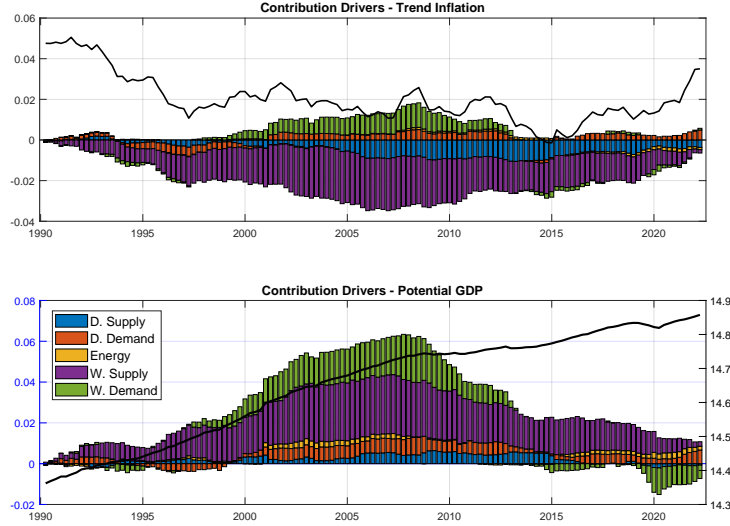 Contribution Drivers - Trend Inflation
0.06
0.04
0.02
0
-0.02
-0.04
1990 1995 2000 2005 2010 2015 2020
Contribution Drivers - Potential GDP
0.08 14.9
0.06 14.8
0.04 14.7
0.02 14.6
0 14.5
-0.02 14.4
14.3
D. Supply
D. Demand
Energy
W. Supply
W. Demand
1990 1995 2000 2005 2010 2015 2020